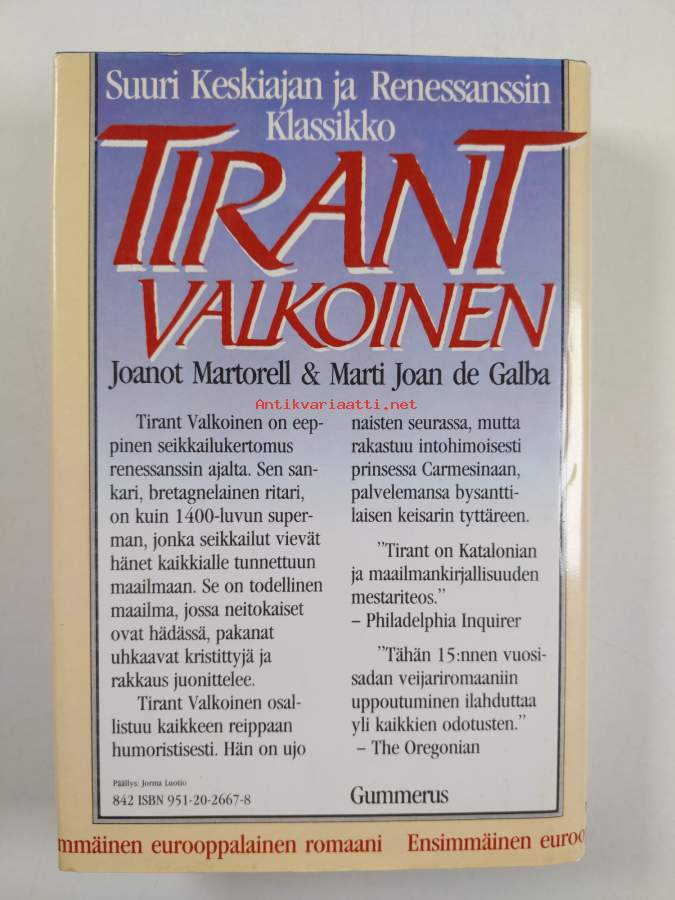 Suuri Keskiajan ja Renessanssin
Klassikko
TIRANT
VALKOINEN
Joanot Martorell & Marti Joan de Galba
Antikvariaatti.net
Tirant Valkoinen on eep-
pinen seikkailukertomus
renessanssin ajalta. Sen san-
kari, bretagnelainen ritari,
on kuin 1400-luvun super-
man, jonka seikkailut vievät
hänet kaikkialle tunnettuun
maailmaan. Se on todellinen
maailma, jossa neitokaiset
ovat hädässä, pakanat
uhkaavat kristittyjä ja
rakkaus juonittelee.
Tirant Valkoinen osal-
listuu kaikkeen reippaan
humoristisesti. Hän on ujo
naisten seurassa, mutta
rakastuu intohimoisesti
prinsessa Carmesinaan,
palvelemansa bysantti-
laisen keisarin tyttäreen.
"Tirant on Katalonian
ja maailmankirjallisuuden
mestariteos."
– Philadelphia Inquirer
"Tähän 15:nnen vuosi-
sadan veijariromaaniin
uppoutuminen ilahduttaa
yli kaikkien odotusten."
– The Oregonian
Päällys: Jorma Luotio
842 ISBN 951-20-2667-8
Gummerus
mmäinen eurooppalainen romaani Ensimmäinen euroo